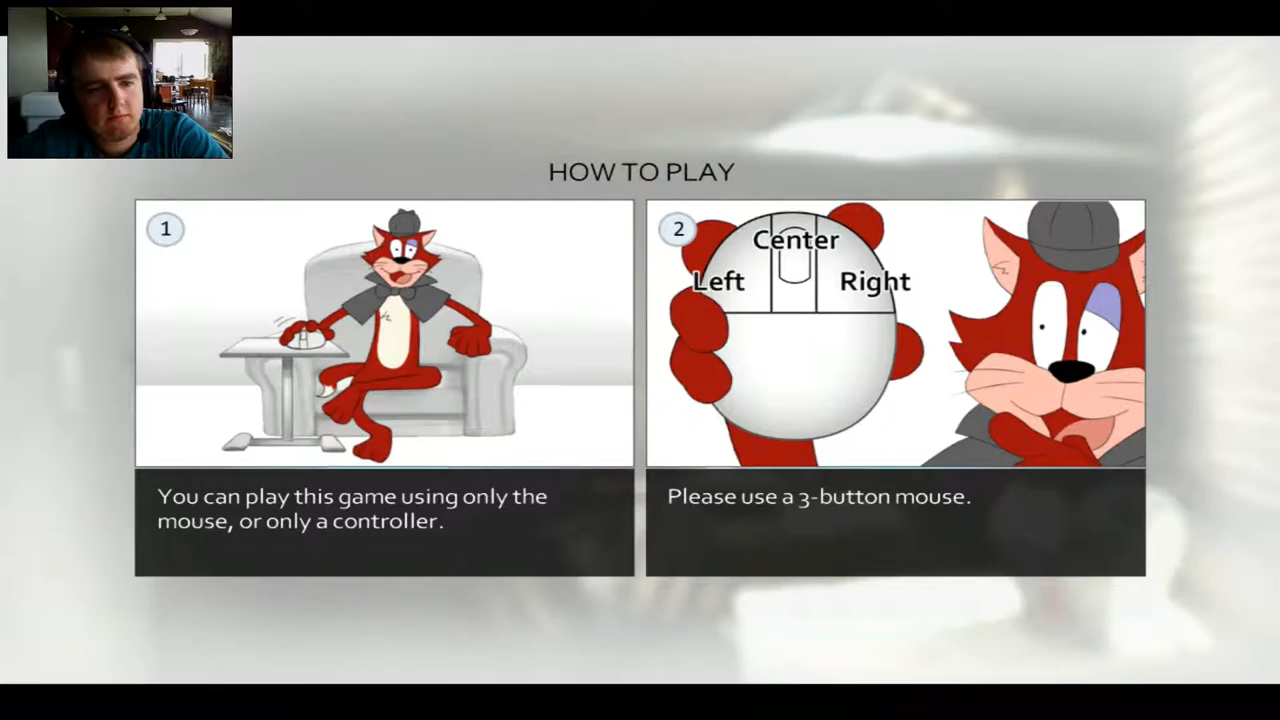 HOW TO PLAY
1
You can play this game using only the
mouse, or only a controller.
2
Center
Left
Right
Please use a 3-button mouse.